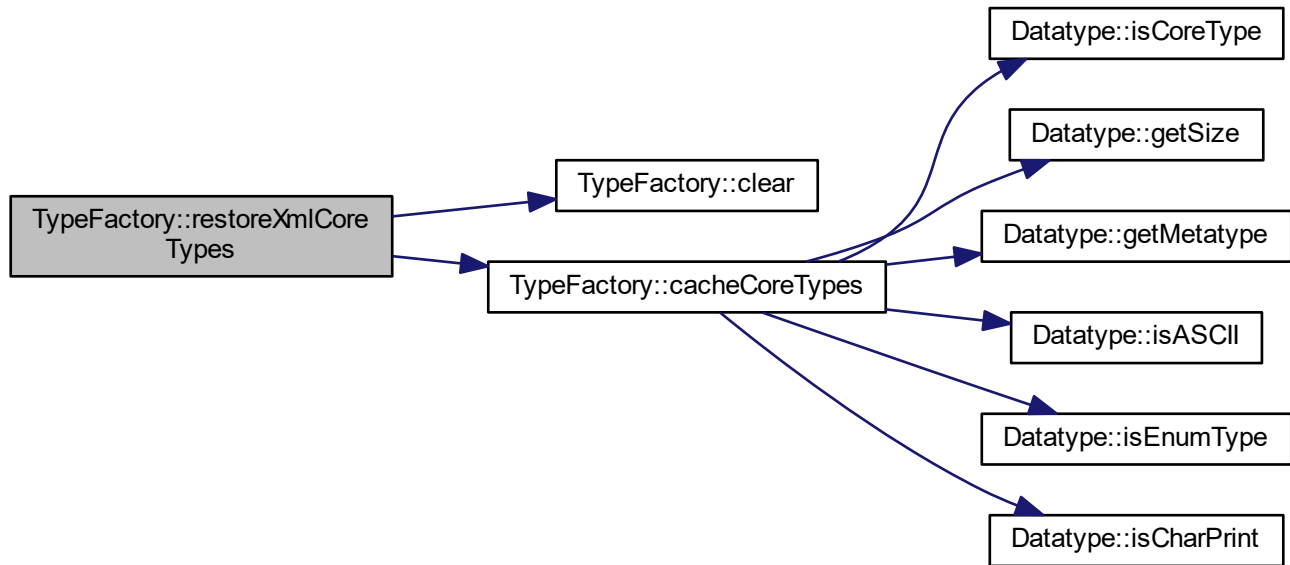 TypeFactory::restoreXmlCore
Types
TypeFactory::clear
TypeFactory::cacheCoreTypes
Datatype::isCoreType
Datatype::getSize
Datatype::getMetatype
Datatype::isASCII
Datatype::isEnumType
Datatype::isCharPrint